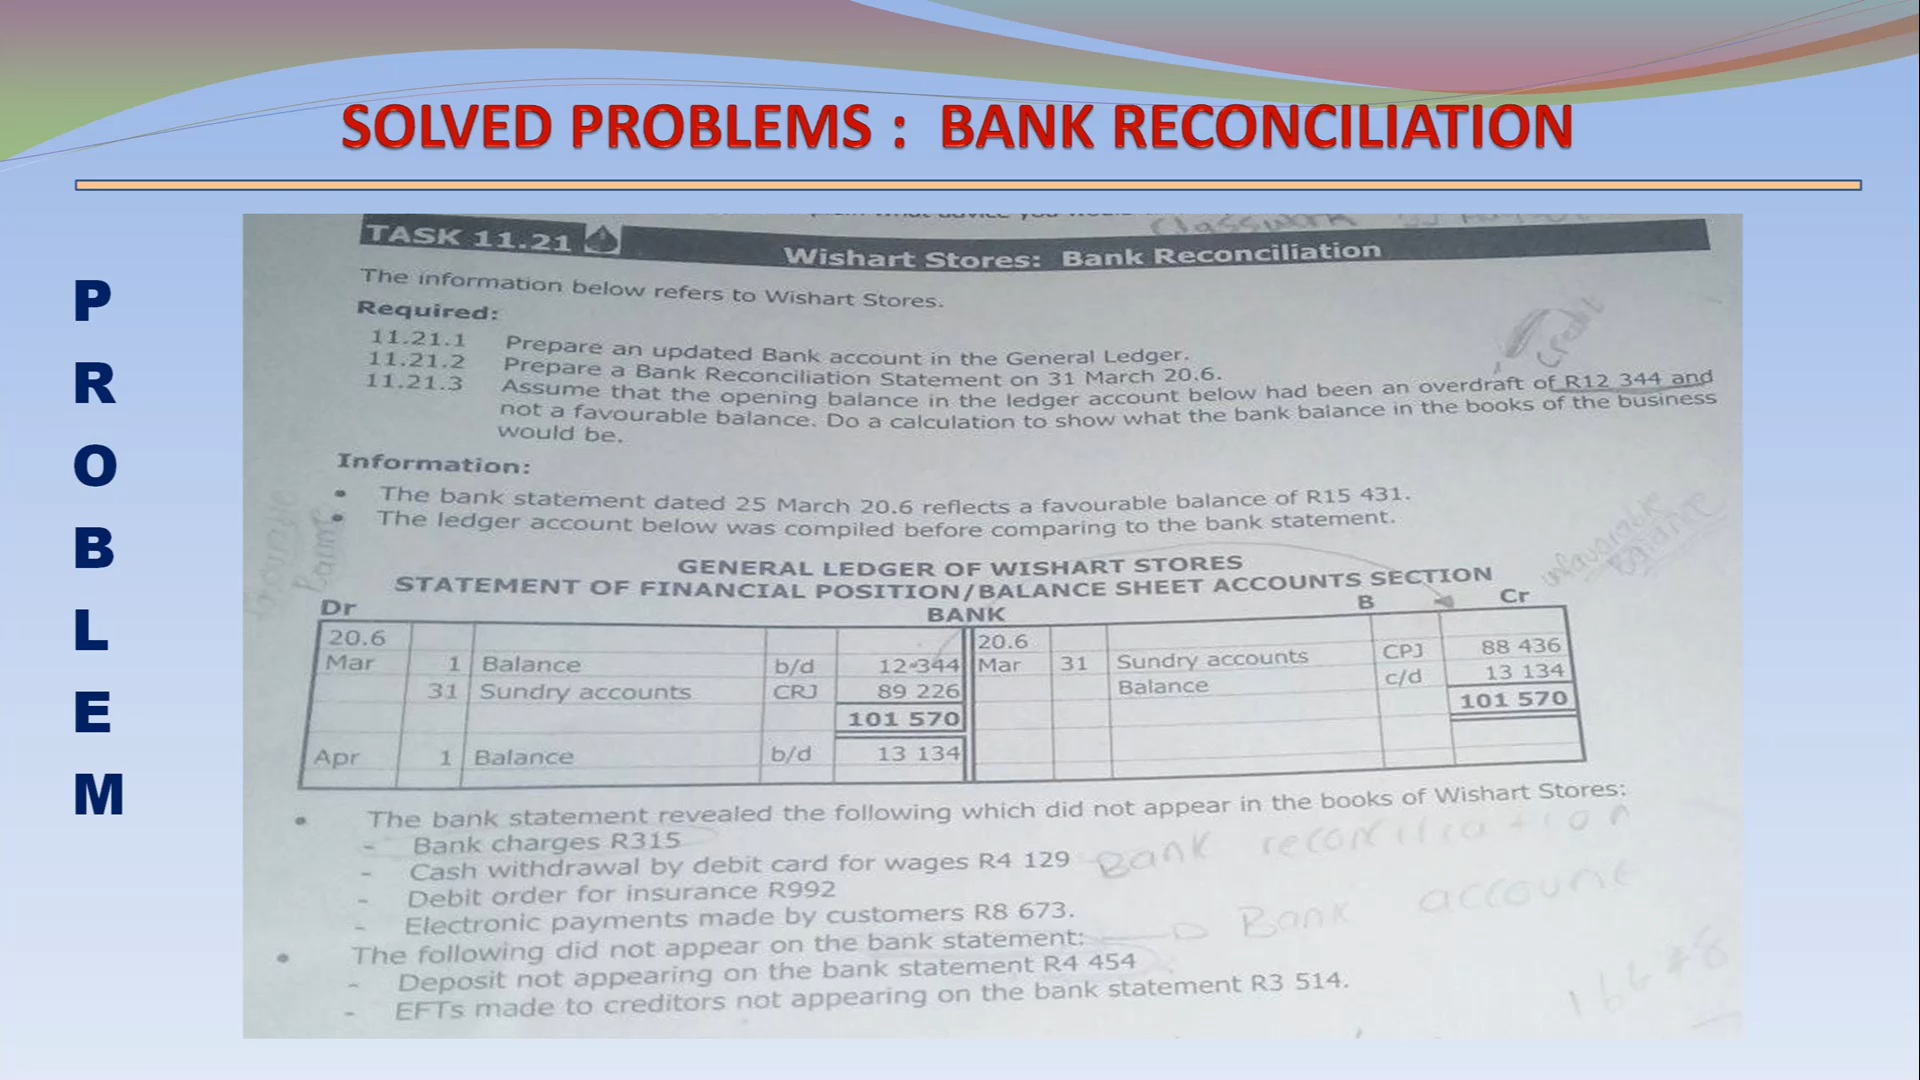 SOLVED PROBLEMS : BANK RECONCILIATION
P
R
O
B
L
E
M
TASK 11.21
Wishart Stores: Bank Reconciliation
The information below refers to Wishart Stores.
Required:
11.21.1 Prepare an updated Bank account in the General Ledger.
11.21.2 Prepare a Bank Reconciliation Statement on 31 March 20.6.
11.21.3 Assume that the opening balance in the ledger account below had been an overdraft of R12 344 and
not a favourable balance. Do a calculation to show what the bank balance in the books of the business
would be.
Information:
• The bank statement dated 25 March 20.6 reflects a favourable balance of R15 431.
• The ledger account below was compiled before comparing to the bank statement.
GENERAL LEDGER OF WISHART STORES
STATEMENT OF FINANCIAL POSITION/BALANCE SHEET ACCOUNTS SECTION
Dr BANK B Cr
20.6 20.6
Mar 1 Balance b/d 12 344 Mar 31 Sundry accounts CPJ 88 436
31 Sundry accounts CRJ 89 226 Balance c/d 13 134
101 570 101 570
Apr 1 Balance b/d 13 134
• The bank statement revealed the following which did not appear in the books of Wishart Stores:
- Bank charges R315
- Cash withdrawal by debit card for wages R4 129
Bank reconciliation
- Debit order for insurance R992
- Electronic payments made by customers R8 673.
Bank account
• The following did not appear on the bank statement:
- Deposit not appearing on the bank statement R4 454
- EFTs made to creditors not appearing on the bank statement R3 514.